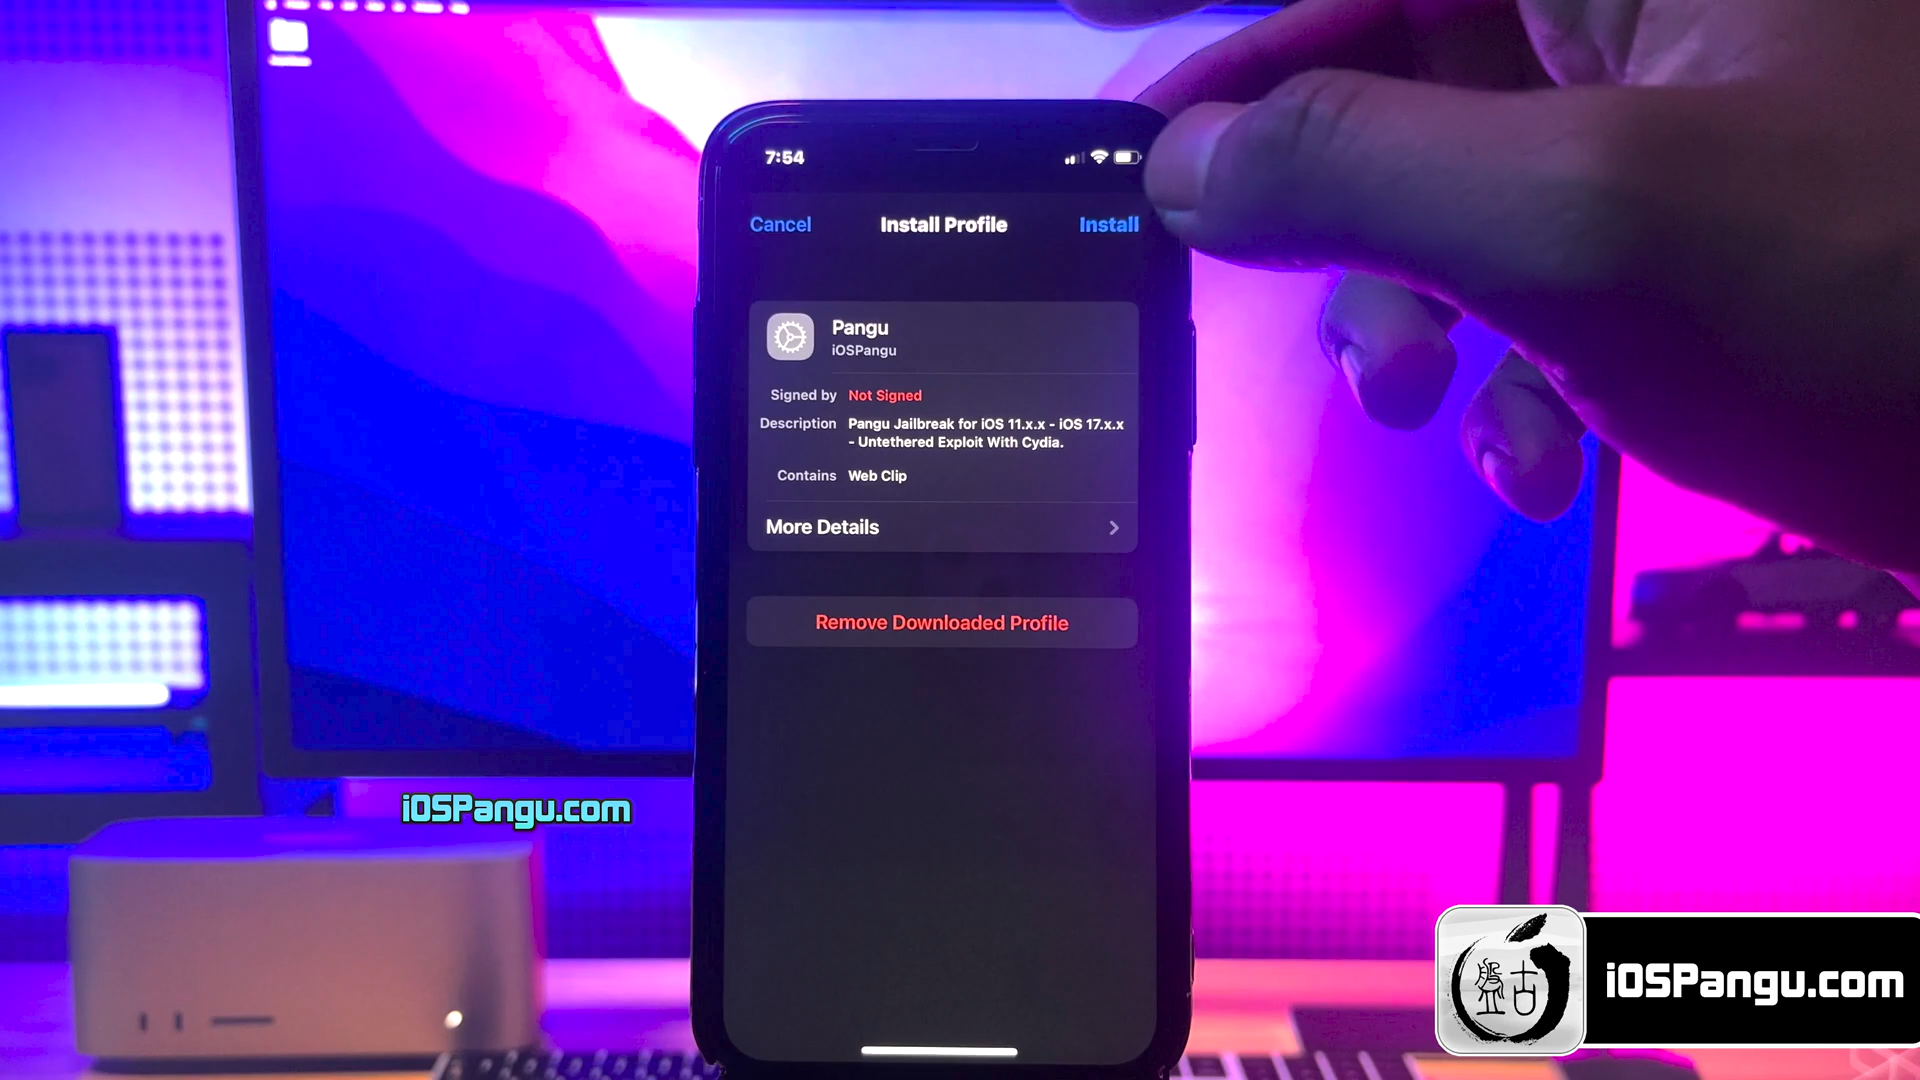 7:54
Cancel
Install Profile
Install
Pangu
iOSPangu
Signed by Not Signed
Description Pangu Jailbreak for iOS 11.x.x - iOS 17.x.x
- Untethered Exploit With Cydia.
Contains Web Clip
More Details
Remove Downloaded Profile
iOSPangu.com
盤古
iOSPangu.com